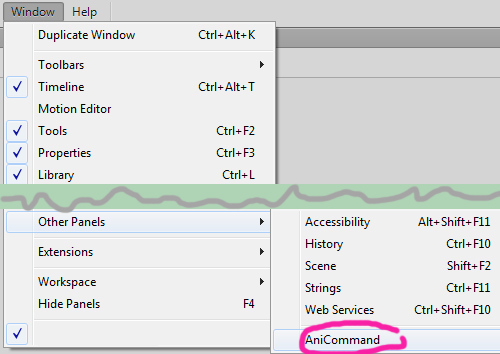 Window Help
Duplicate Window Ctrl+Alt+K
Toolbars
Timeline Ctrl+Alt+T
Motion Editor
Tools Ctrl+F2
Properties Ctrl+F3
Library Ctrl+L
Other Panels
Extensions
Workspace
Hide Panels F4
Accessibility Alt+Shift+F11
History Ctrl+F10
Scene Shift+F2
Strings Ctrl+F11
Web Services Ctrl+Shift+F10
AniCommand